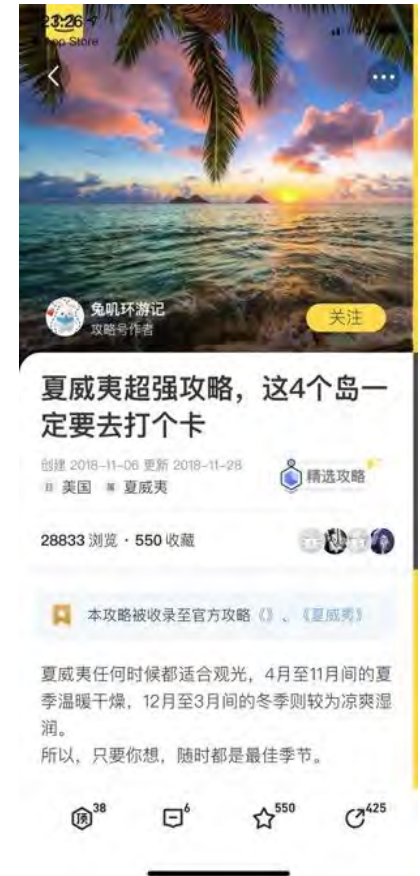 23:26
App Store
兔叽环游记
攻略号作者
关注
夏威夷超强攻略，这4个岛一
定要去打个卡
创建 2018-11-06 更新 2018-11-28
美国 夏威夷
精选攻略
28833 浏览 · 550 收藏
本攻略被收录至官方攻略《》、《夏威夷》
夏威夷任何时候都适合观光，4月至11月间的夏
季温暖干燥，12月至3月间的冬季则较为凉爽湿
润。
所以，只要你想，随时都是最佳季节。
顶 38
6
550
425